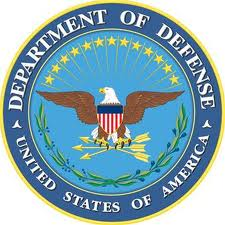 DEPARTMENT OF DEFENSE
UNITED STATES OF AMERICA